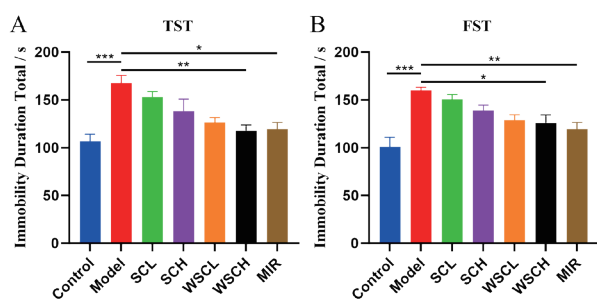 A
TST
Immobility Duration Total / s
200
150
100
50
0
***
*
**
Control
Model
SCL
SCH
WSCL
WSCH
MIR
B
FST
Immobility Duration Total / s
200
150
100
50
0
***
**
*
Control
Model
SCL
SCH
WSCL
WSCH
MIR